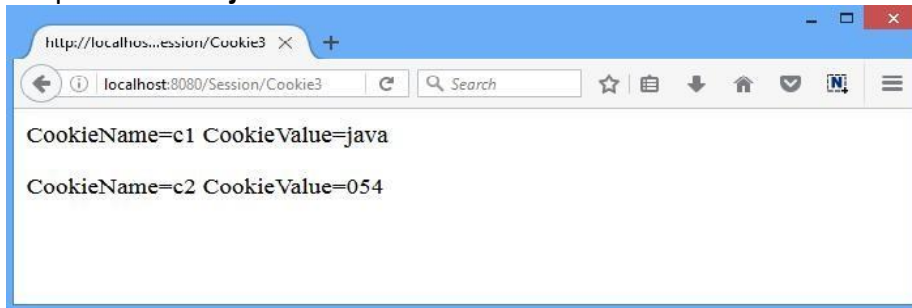 http://localhos...ession/Cookie3
localhost:8080/Session/Cookie3
Search
CookieName=c1 CookieValue=java
CookieName=c2 CookieValue=054